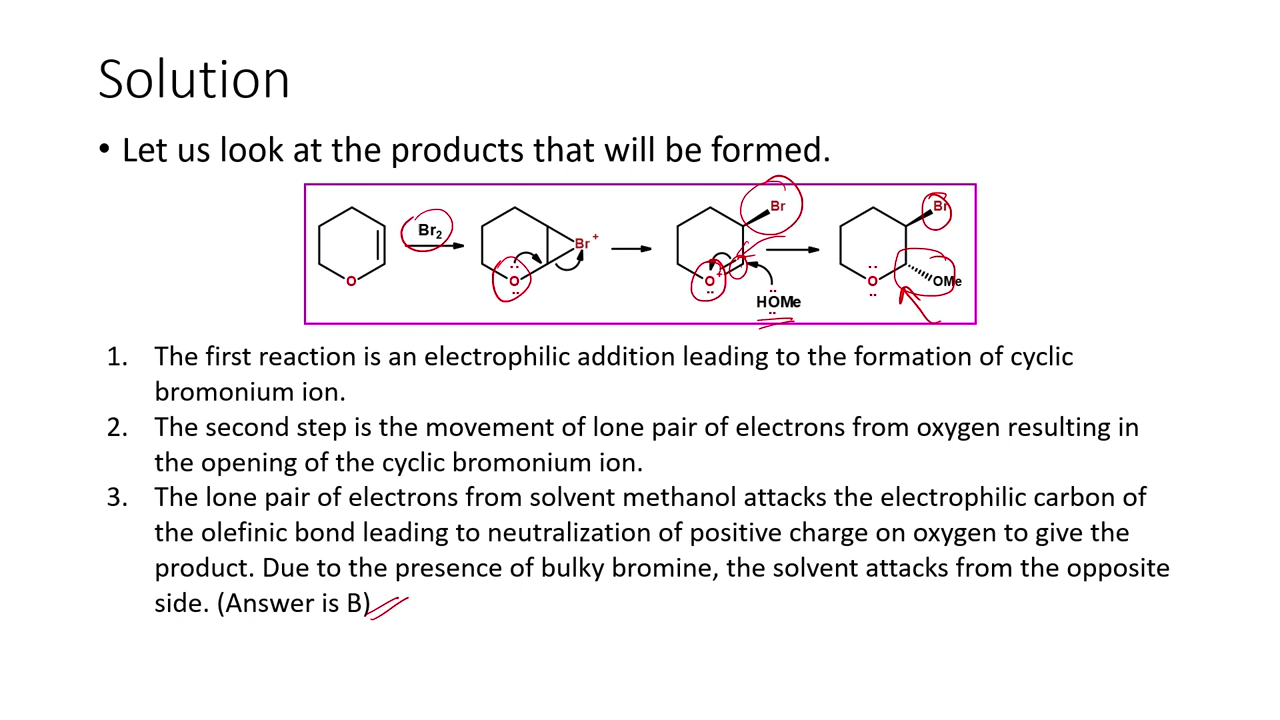 Solution
• Let us look at the products that will be formed.
Br2
O
Br+
O
Br
O+
HOMe
Br
O
OMe
1. The first reaction is an electrophilic addition leading to the formation of cyclic
bromonium ion.
2. The second step is the movement of lone pair of electrons from oxygen resulting in
the opening of the cyclic bromonium ion.
3. The lone pair of electrons from solvent methanol attacks the electrophilic carbon of
the olefinic bond leading to neutralization of positive charge on oxygen to give the
product. Due to the presence of bulky bromine, the solvent attacks from the opposite
side. (Answer is B)